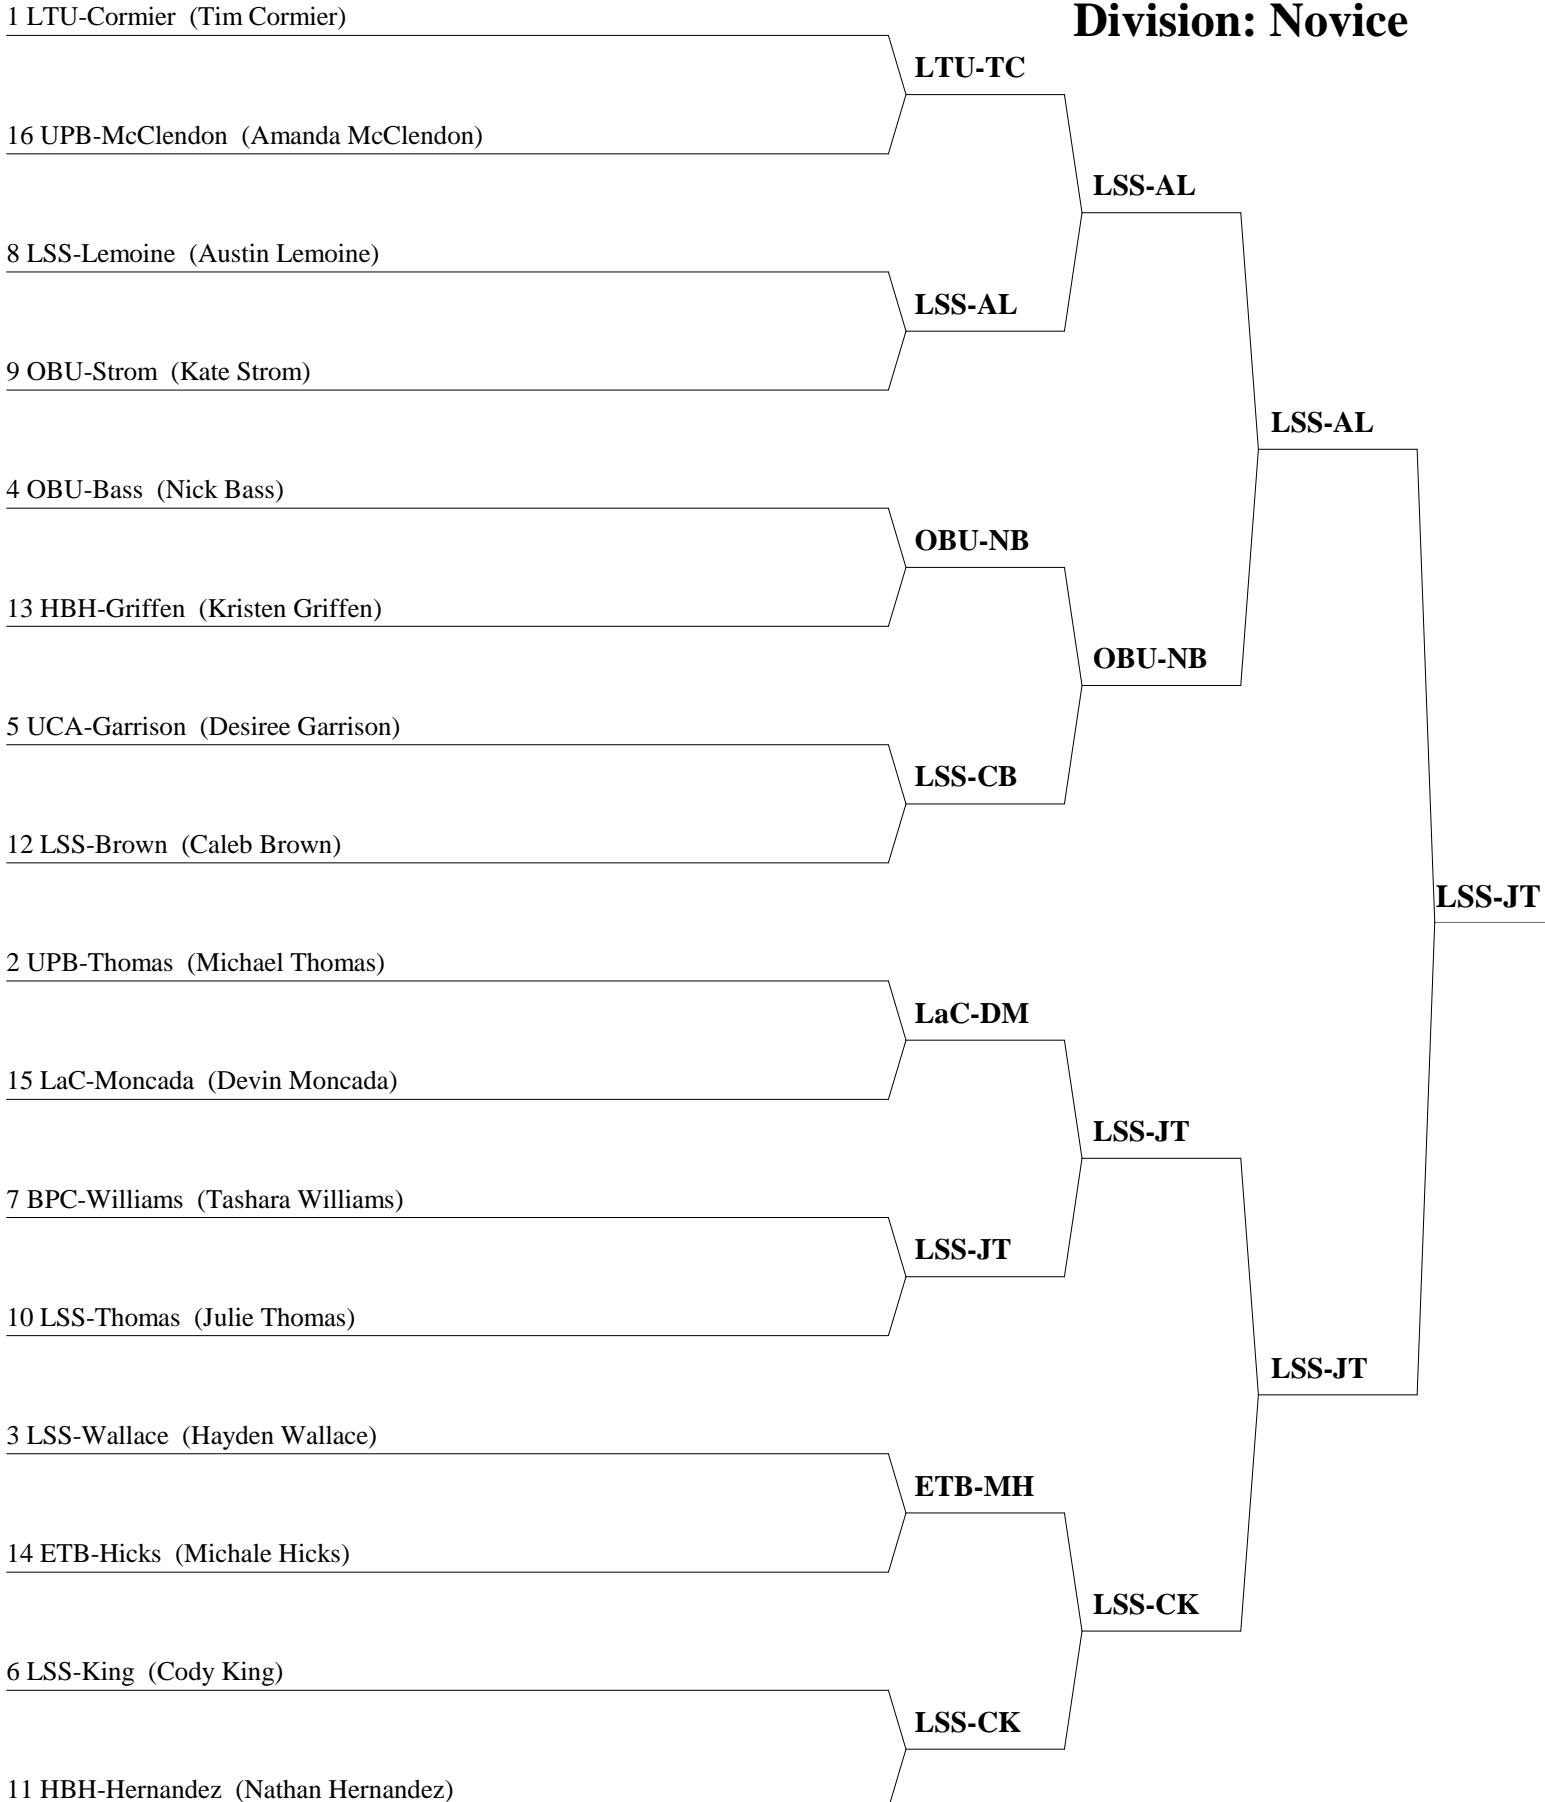 Division: Novice
1 LTU-Cormier (Tim Cormier)
LTU-TC
16 UPB-McClendon (Amanda McClendon)
LSS-AL
8 LSS-Lemoine (Austin Lemoine)
LSS-AL
9 OBU-Strom (Kate Strom)
LSS-AL
4 OBU-Bass (Nick Bass)
OBU-NB
13 HBH-Griffen (Kristen Griffen)
OBU-NB
5 UCA-Garrison (Desiree Garrison)
LSS-CB
12 LSS-Brown (Caleb Brown)
LSS-JT
2 UPB-Thomas (Michael Thomas)
LaC-DM
15 LaC-Moncada (Devin Moncada)
LSS-JT
7 BPC-Williams (Tashara Williams)
LSS-JT
10 LSS-Thomas (Julie Thomas)
LSS-JT
3 LSS-Wallace (Hayden Wallace)
ETB-MH
14 ETB-Hicks (Michale Hicks)
LSS-CK
6 LSS-King (Cody King)
LSS-CK
11 HBH-Hernandez (Nathan Hernandez)